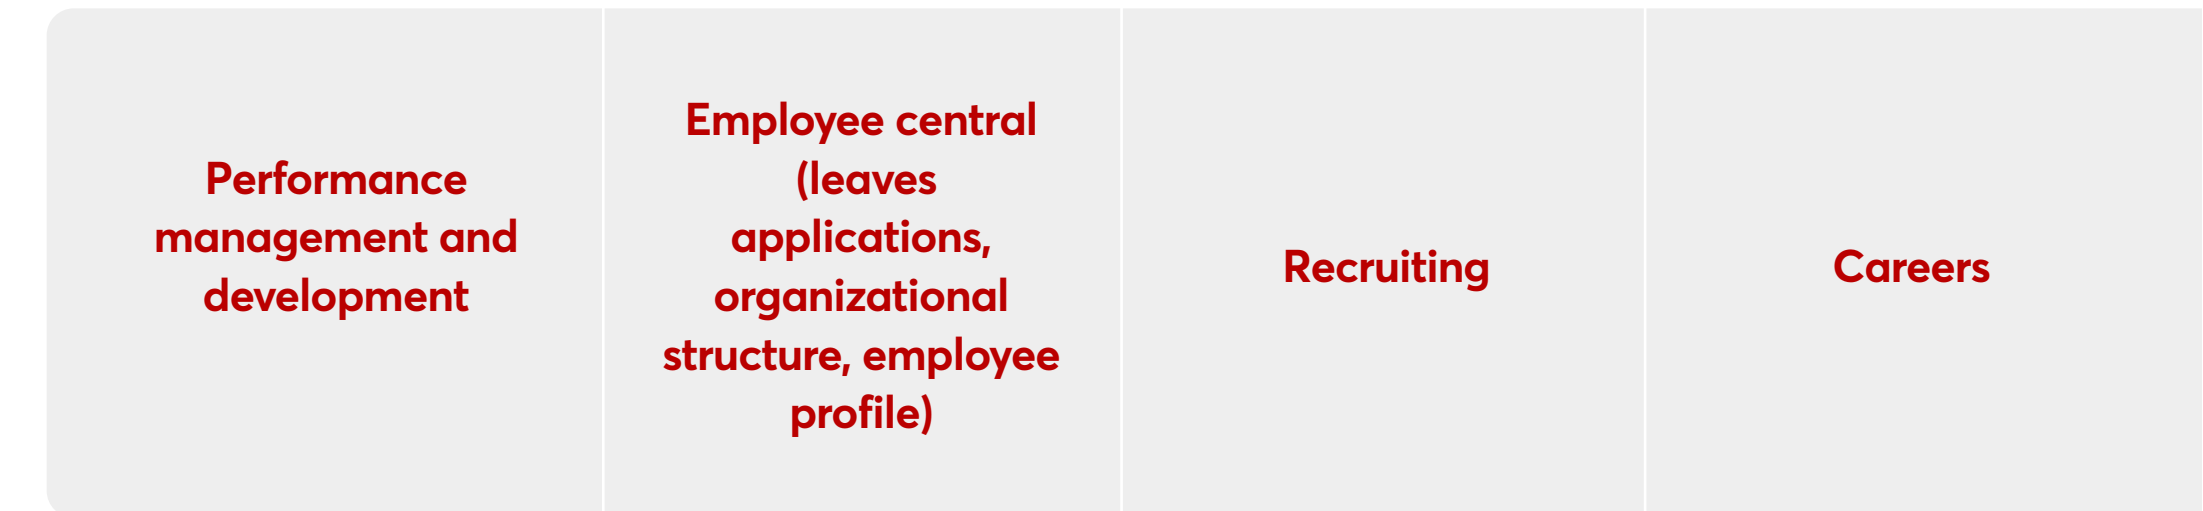 Performance
management and
development
Employee central
(leaves
applications,
organizational
structure, employee
profile)
Recruiting
Careers